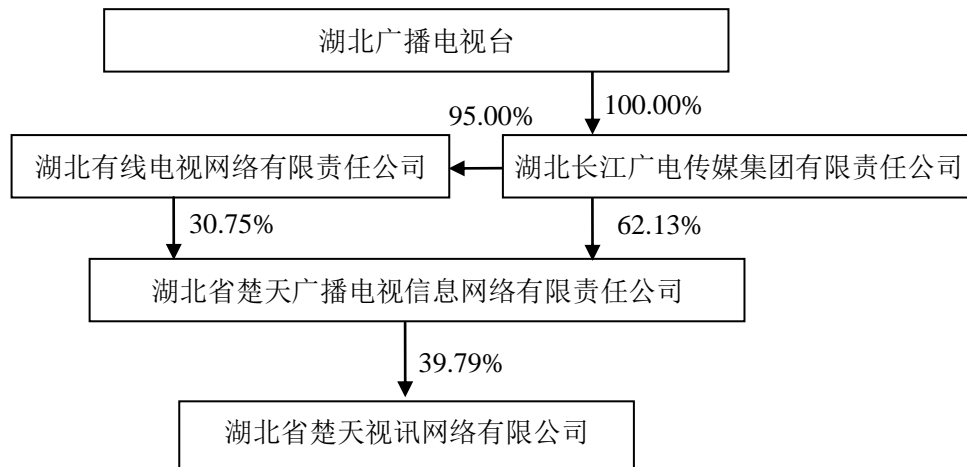 湖北广播电视台
100.00%
95.00%
湖北有线电视网络有限责任公司
湖北长江广电传媒集团有限责任公司
30.75%
62.13%
湖北省楚天广播电视信息网络有限责任公司
39.79%
湖北省楚天视讯网络有限公司